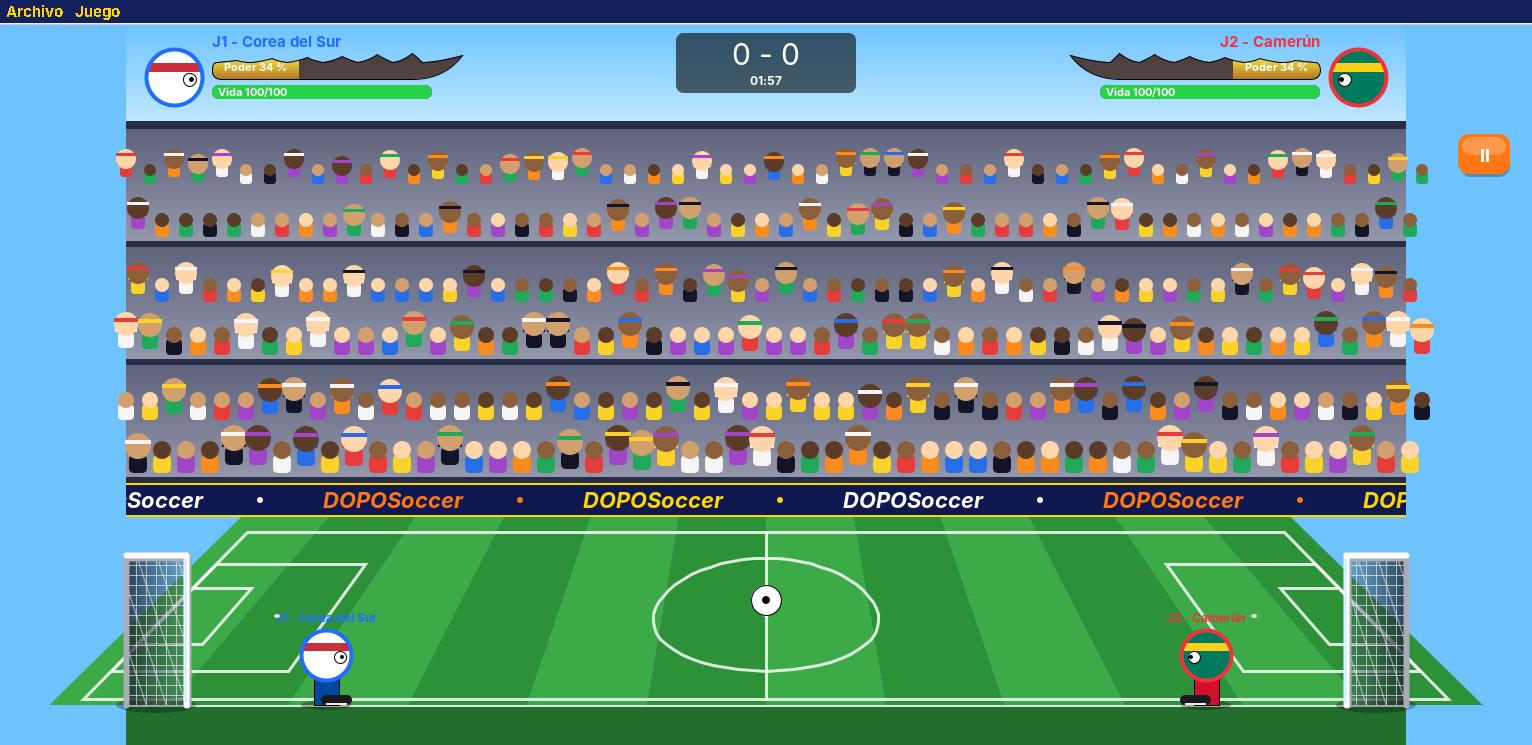 Archivo Juego
J1 - Corea del Sur
Poder 34 %
Vida 100/100
0 - 0
01:57
J2 - Camerún
Poder 34 %
Vida 100/100
Soccer • DOPOSoccer • DOPOSoccer • DOPOSoccer • DOPOSoccer • DOP
J1 - Corea del Sur
J2 - Camerún